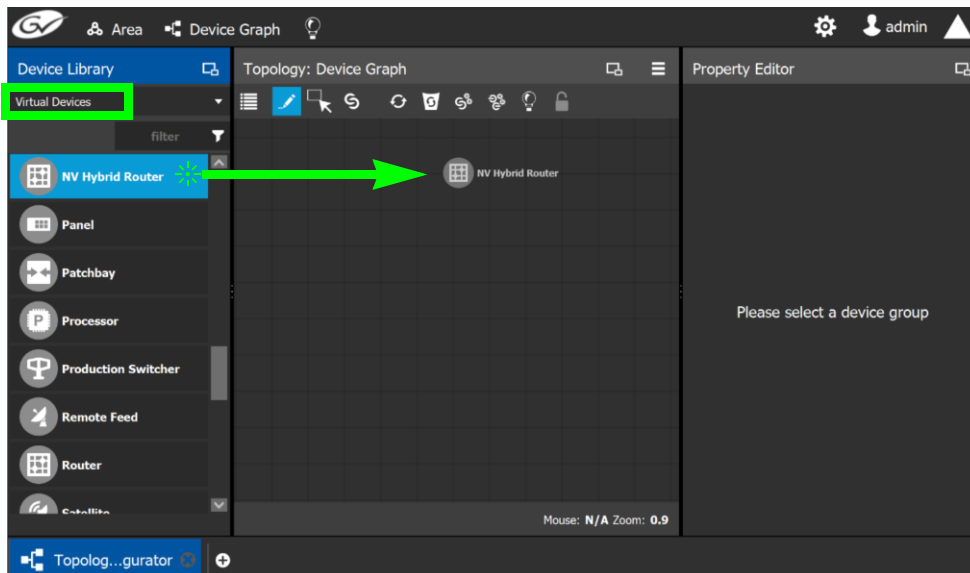 GV Area Device Graph admin
Device Library
Topology: Device Graph
Property Editor
Virtual Devices
filter
NV Hybrid Router
NV Hybrid Router
Panel
Patchbay
P Processor
Production Switcher
Remote Feed
Router
Satellite
Please select a device group
Mouse: N/A Zoom: 0.9
Topolog...gurator